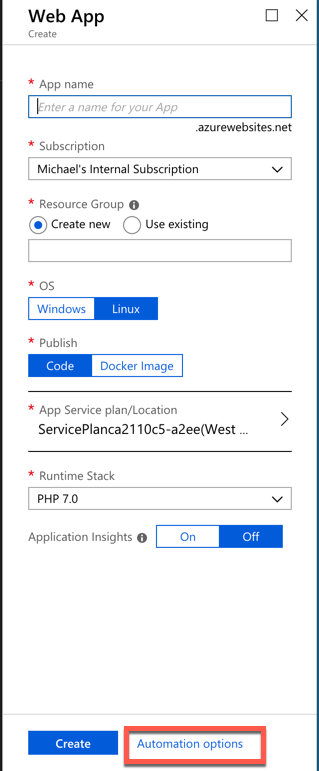 Web App
Create
* App name
Enter a name for your App
.azurewebsites.net
* Subscription
Michael's Internal Subscription
* Resource Group
Create new Use existing
* OS
Windows Linux
* Publish
Code Docker Image
* App Service plan/Location
ServicePlanca2110c5-a2ee(West ...
* Runtime Stack
PHP 7.0
Application Insights On Off
Create Automation options